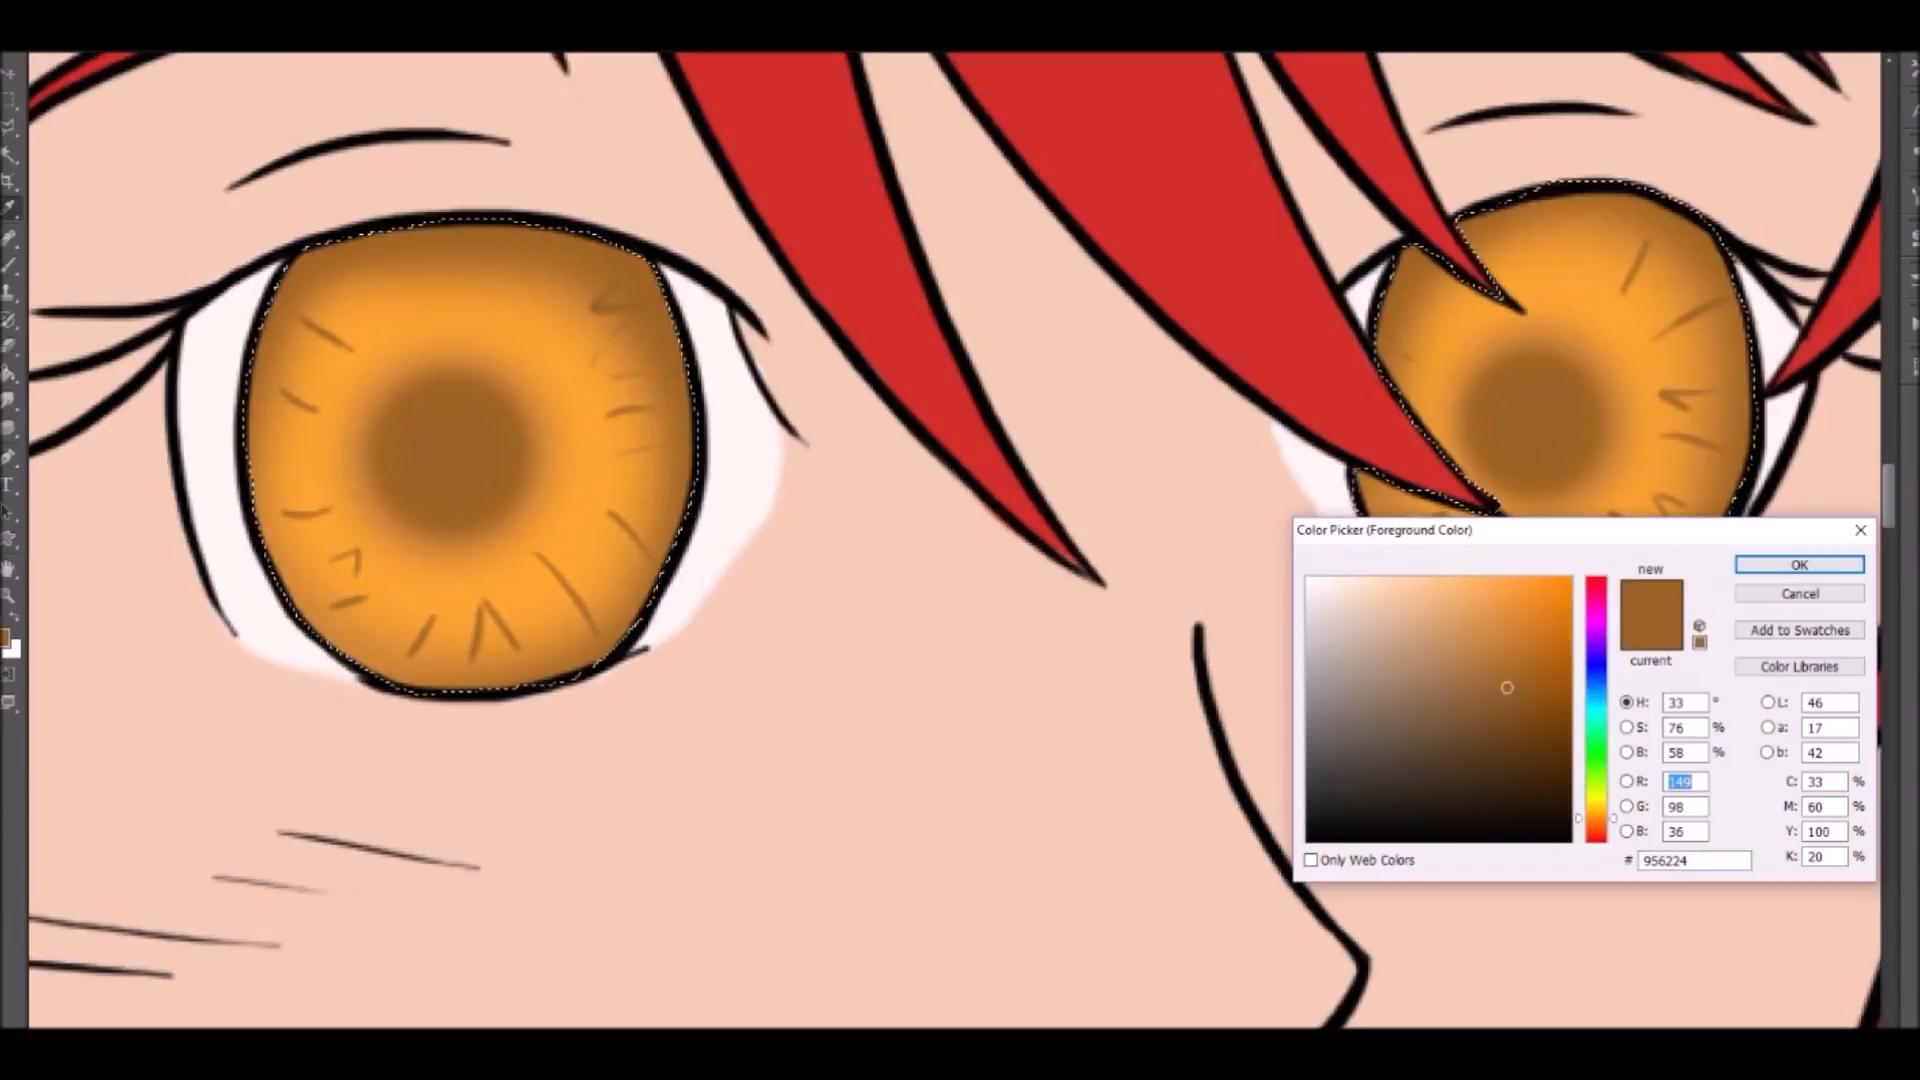 Color Picker (Foreground Color)
new
OK
Cancel
Add to Swatches
current
Color Libraries
H: 33 °
L: 46
S: 76 %
a: 17
B: 58 %
b: 42
R: 149
C: 33 %
G: 98
M: 60 %
B: 36
Y: 100 %
Only Web Colors
# 956224
K: 20 %
T